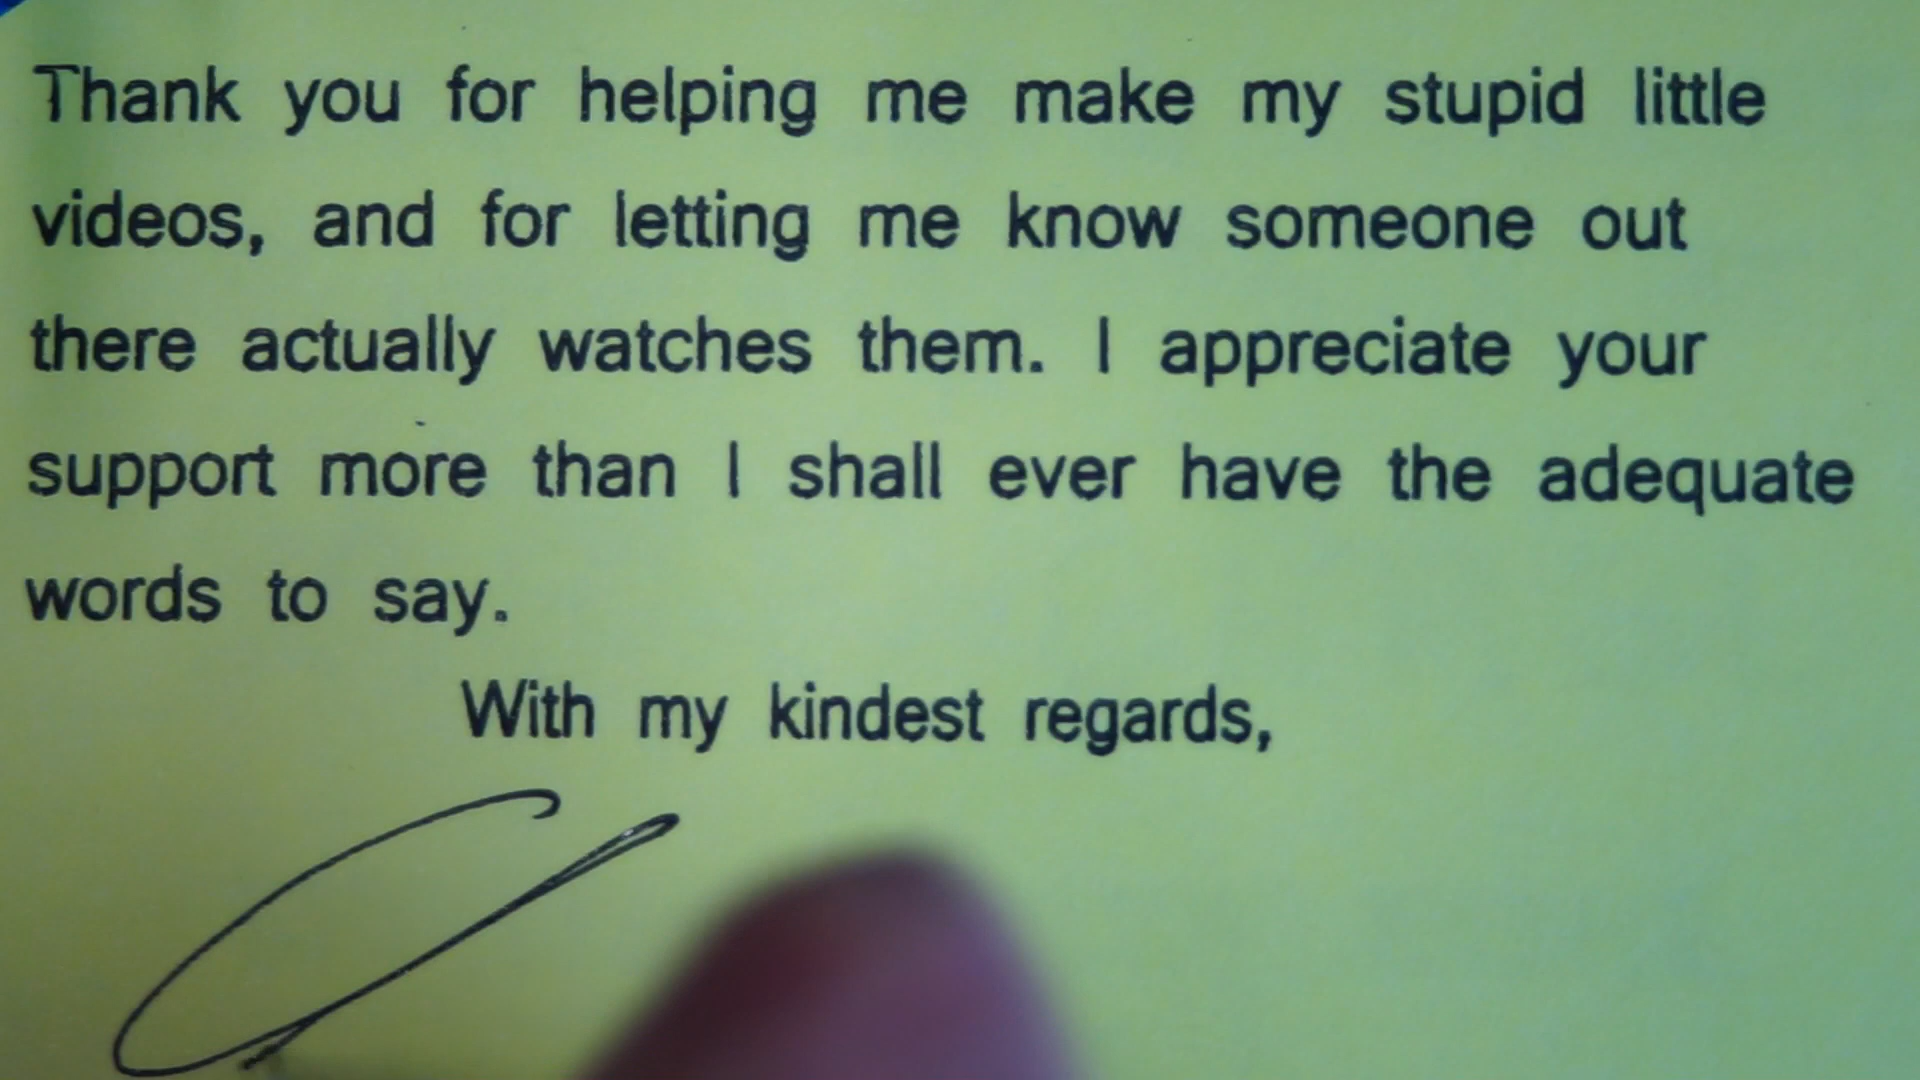 Thank you for helping me make my stupid little
videos, and for letting me know someone out
there actually watches them. I appreciate your
support more than I shall ever have the adequate
words to say.
With my kindest regards,